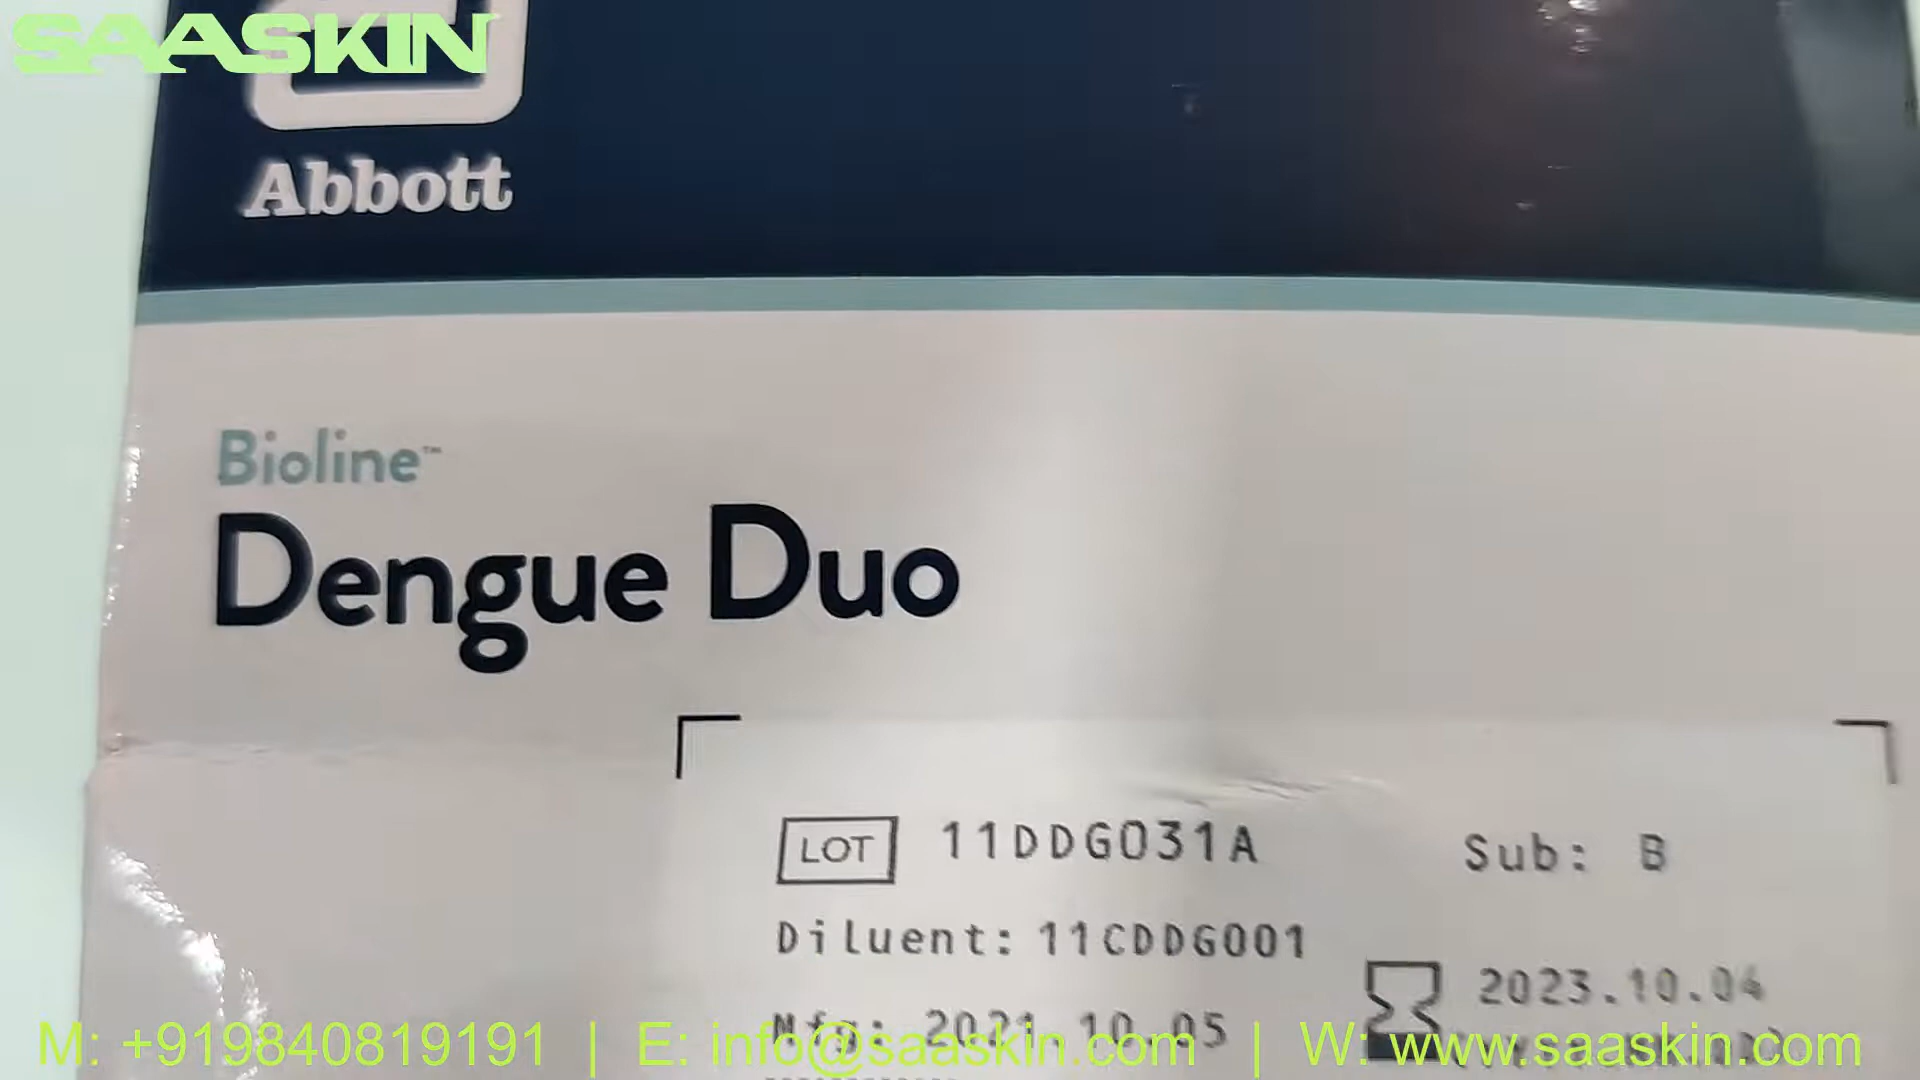 SAASKIN
Abbott
Bioline™
Dengue Duo
LOT 11DDG031A Sub: B
Diluent: 11CDDG001
2023.10.04
Mfg: 2021.10.05
M: +919840819191 | E: info@saaskin.com | W: www.saaskin.com